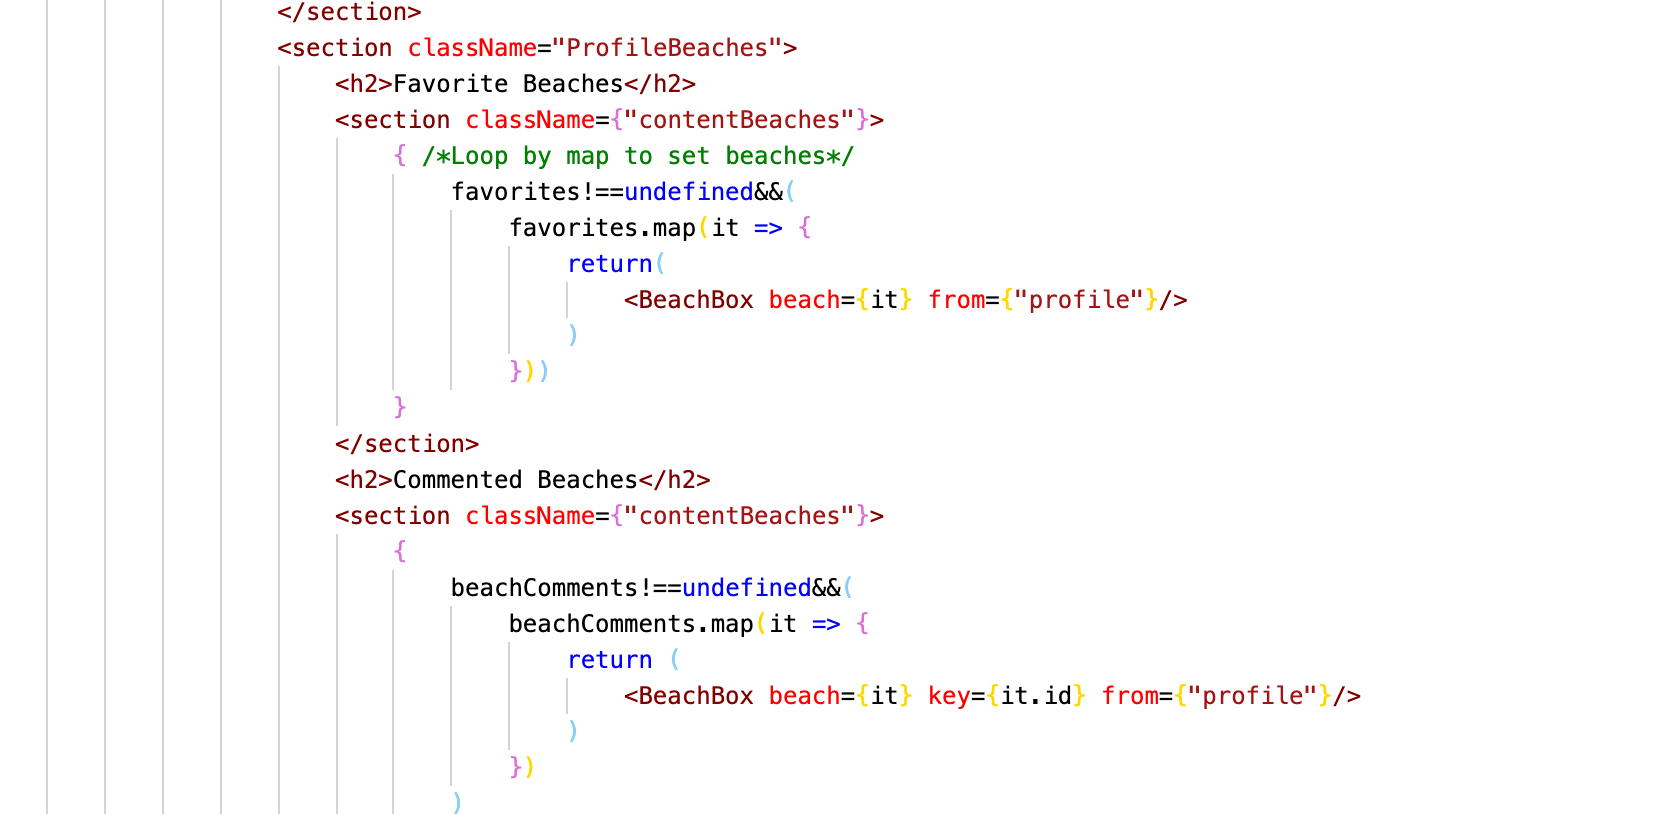 </section>
<section className="ProfileBeaches">
<h2>Favorite Beaches</h2>
<section className={"contentBeaches"}>
{ /*Loop by map to set beaches*/
favorites!==undefined&&(
favorites.map(it => {
return(
<BeachBox beach={it} from={"profile"}/>
)
}))
}
</section>
<h2>Commented Beaches</h2>
<section className={"contentBeaches"}>
{
beachComments!==undefined&&(
beachComments.map(it => {
return (
<BeachBox beach={it} key={it.id} from={"profile"}/>
)
})
)